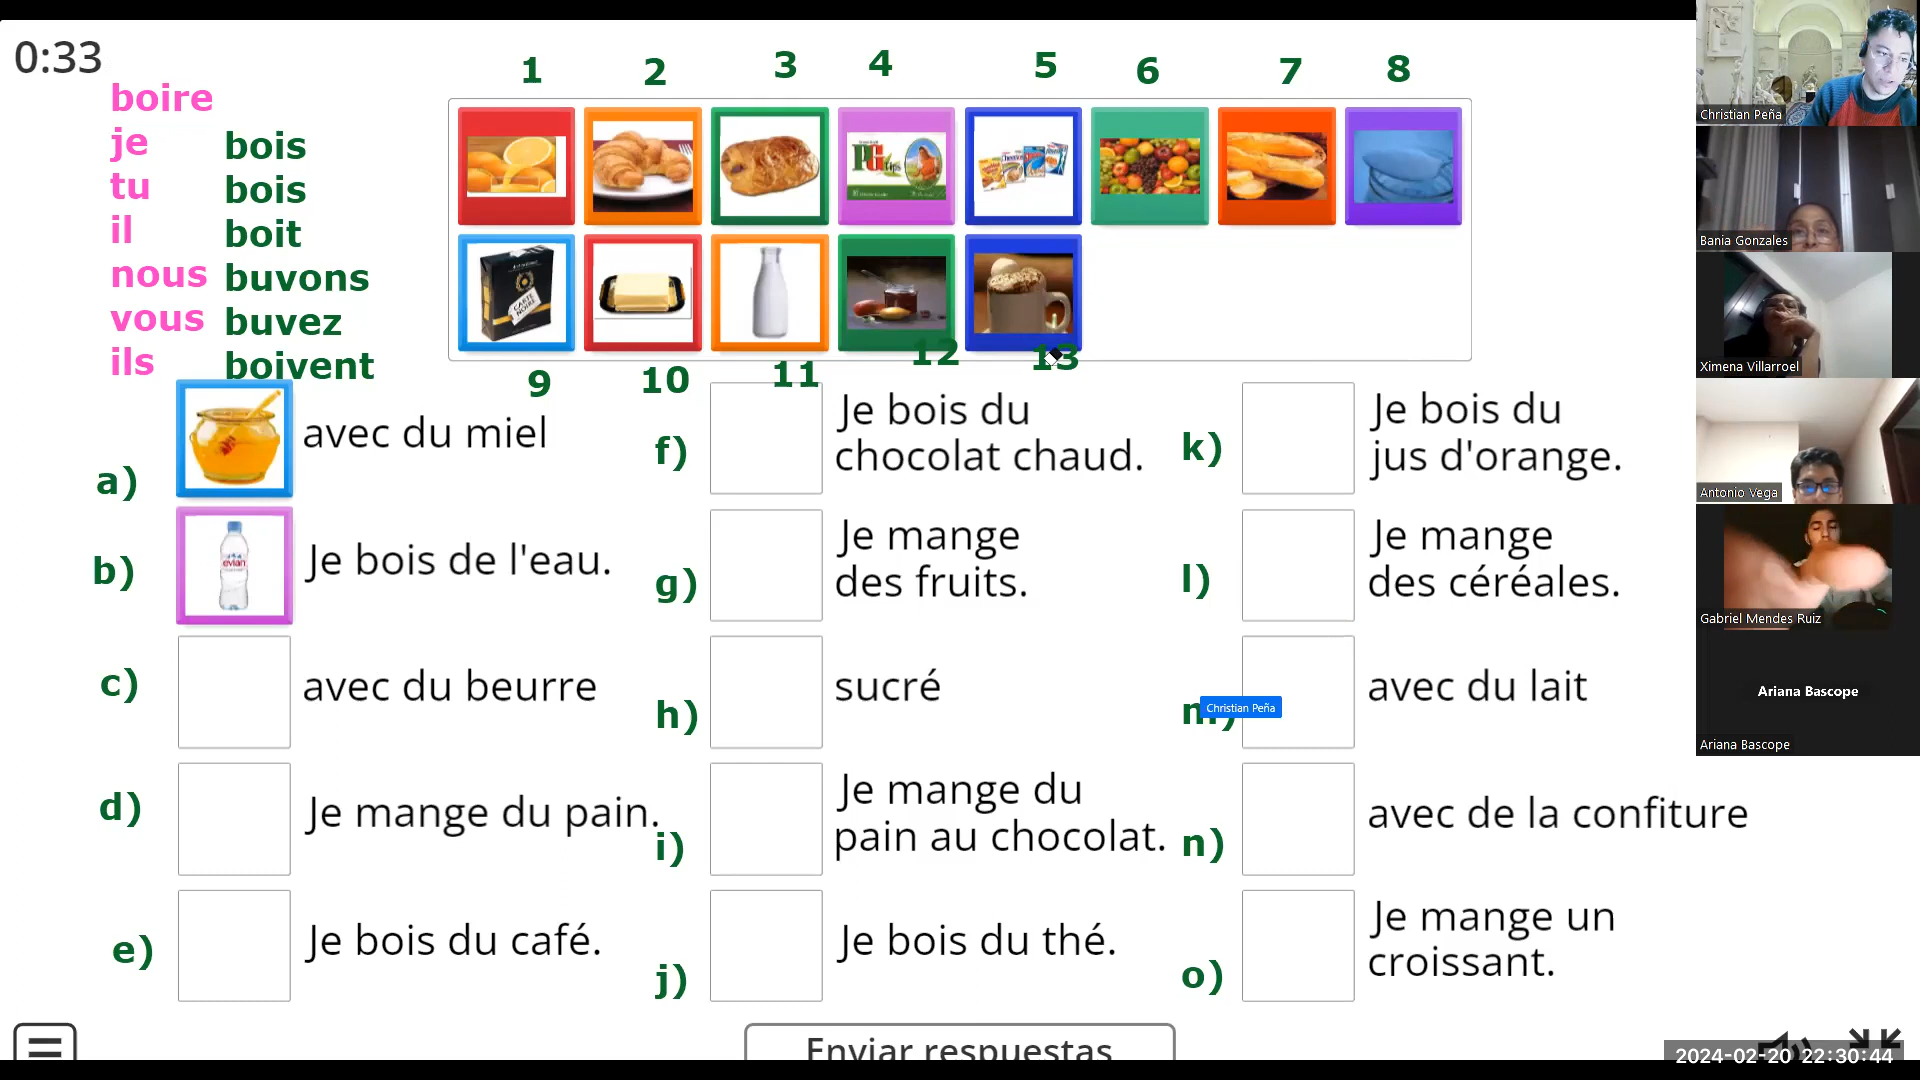 0:33
boire
je bois
tu bois
il boit
nous buvons
vous buvez
ils boivent
1 2 3 4 5 6 7 8
PG tips
CARTE NOIRE
9 10 11 12 13
a) avec du miel
evian
b) Je bois de l'eau.
c) avec du beurre
d) Je mange du pain.
e) Je bois du café.
f) Je bois du
chocolat chaud.
g) Je mange
des fruits.
h) sucré
i) Je mange du
pain au chocolat.
j) Je bois du thé.
k) Je bois du
jus d'orange.
l) Je mange
des céréales.
m) avec du lait
Christian Peña
n) avec de la confiture
o) Je mange un
croissant.
Enviar respuestas
Christian Peña
Bania Gonzales
Ximena Villarroel
Antonio Vega
Gabriel Mendes Ruiz
Ariana Bascope
Ariana Bascope
2024-02-20 22:30:44